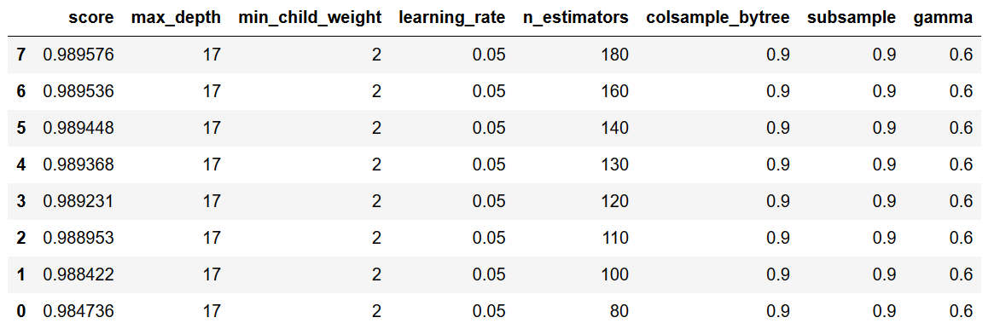 score max_depth min_child_weight learning_rate n_estimators colsample_bytree subsample gamma
7 0.989576 17 2 0.05 180 0.9 0.9 0.6
6 0.989536 17 2 0.05 160 0.9 0.9 0.6
5 0.989448 17 2 0.05 140 0.9 0.9 0.6
4 0.989368 17 2 0.05 130 0.9 0.9 0.6
3 0.989231 17 2 0.05 120 0.9 0.9 0.6
2 0.988953 17 2 0.05 110 0.9 0.9 0.6
1 0.988422 17 2 0.05 100 0.9 0.9 0.6
0 0.984736 17 2 0.05 80 0.9 0.9 0.6